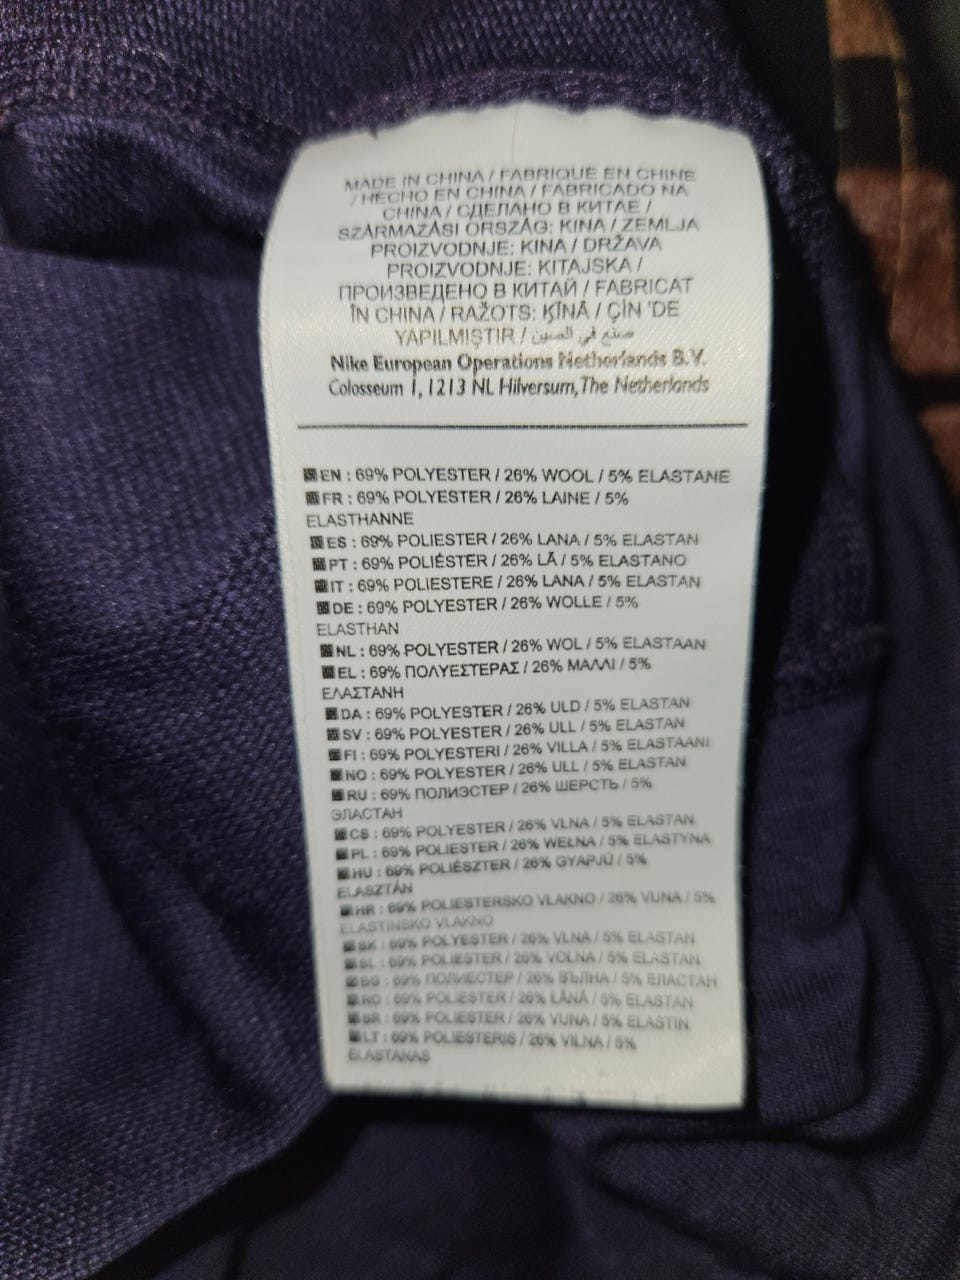 MADE IN CHINA / FABRIQUÉ EN CHINE
/ HECHO EN CHINA / FABRICADO NA
CHINA / СДЕЛАНО В КИТАЕ /
SZÁRMAZÁSI ORSZÁG: KÍNA / ZEMLJA
PROIZVODNJE: KINA / DRŽAVA
PROIZVODNJE: KITAJSKA /
ПРОИЗВЕДЕНО В КИТАЙ / FABRICAT
ÎN CHINA / RAŽOTS: ĶĪNĀ / ÇİN 'DE
YAPILMIŞTIR / صنع في الصين
Nike European Operations Netherlands B.V.
Colosseum 1, 1213 NL Hilversum, The Netherlands
EN : 69% POLYESTER / 26% WOOL / 5% ELASTANE
FR : 69% POLYESTER / 26% LAINE / 5%
ELASTHANNE
ES : 69% POLIESTER / 26% LANA / 5% ELASTAN
PT : 69% POLIÉSTER / 26% LÃ / 5% ELASTANO
IT : 69% POLIESTERE / 26% LANA / 5% ELASTAN
DE : 69% POLYESTER / 26% WOLLE / 5%
ELASTHAN
NL : 69% POLYESTER / 26% WOL / 5% ELASTAAN
EL : 69% ΠΟΛΥΕΣΤΕΡΑΣ / 26% ΜΑΛΛΙ / 5%
ΕΛΑΣΤΑΝΗ
DA : 69% POLYESTER / 26% ULD / 5% ELASTAN
SV : 69% POLYESTER / 26% ULL / 5% ELASTAN
FI : 69% POLYESTERI / 26% VILLA / 5% ELASTAANI
NO : 69% POLYESTER / 26% ULL / 5% ELASTAN
RU : 69% ПОЛИЭСТЕР / 26% ШЕРСТЬ / 5%
ЭЛАСТАН
CS : 69% POLYESTER / 26% VLNA / 5% ELASTAN
PL : 69% POLIESTER / 26% WEŁNA / 5% ELASTYNA
HU : 69% POLIÉSZTER / 26% GYAPJÚ / 5%
ELASZTÁN
HR : 69% POLIESTERSKO VLAKNO / 26% VUNA / 5%
ELASTINSKO VLAKNO
SK : 69% POLYESTER / 26% VLNA / 5% ELASTAN
SL : 69% POLIESTER / 26% VOLNA / 5% ELASTAN
BG : 69% ПОЛИЕСТЕР / 26% ВЪЛНА / 5% ЕЛАСТАН
RO : 69% POLIESTER / 26% LÂNĂ / 5% ELASTAN
SR : 69% POLIESTER / 26% VUNA / 5% ELASTIN
LT : 69% POLIESTERIS / 26% VILNA / 5%
ELASTANAS